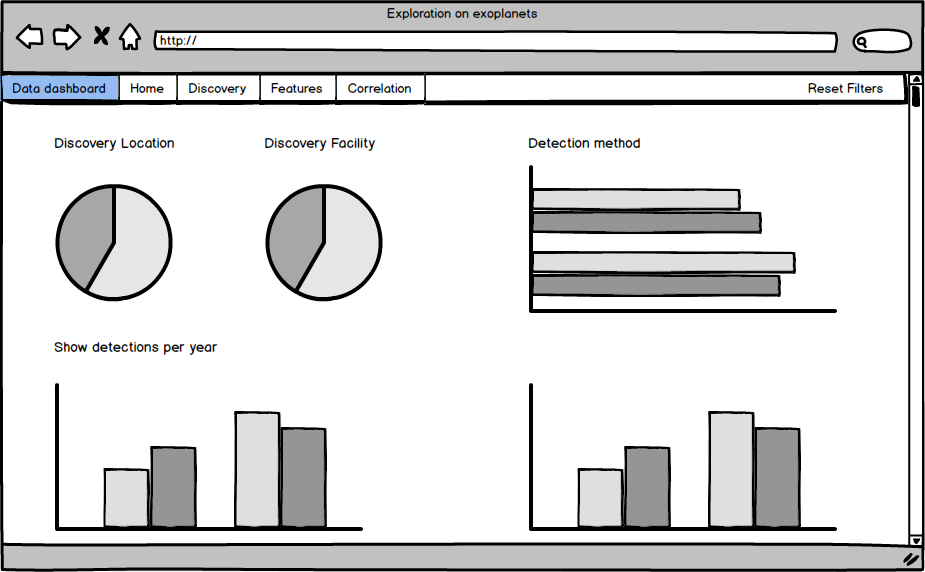 Exploration on exoplanets
http://
Data dashboard Home Discovery Features Correlation Reset Filters
Discovery Location Discovery Facility Detection method
Show detections per year